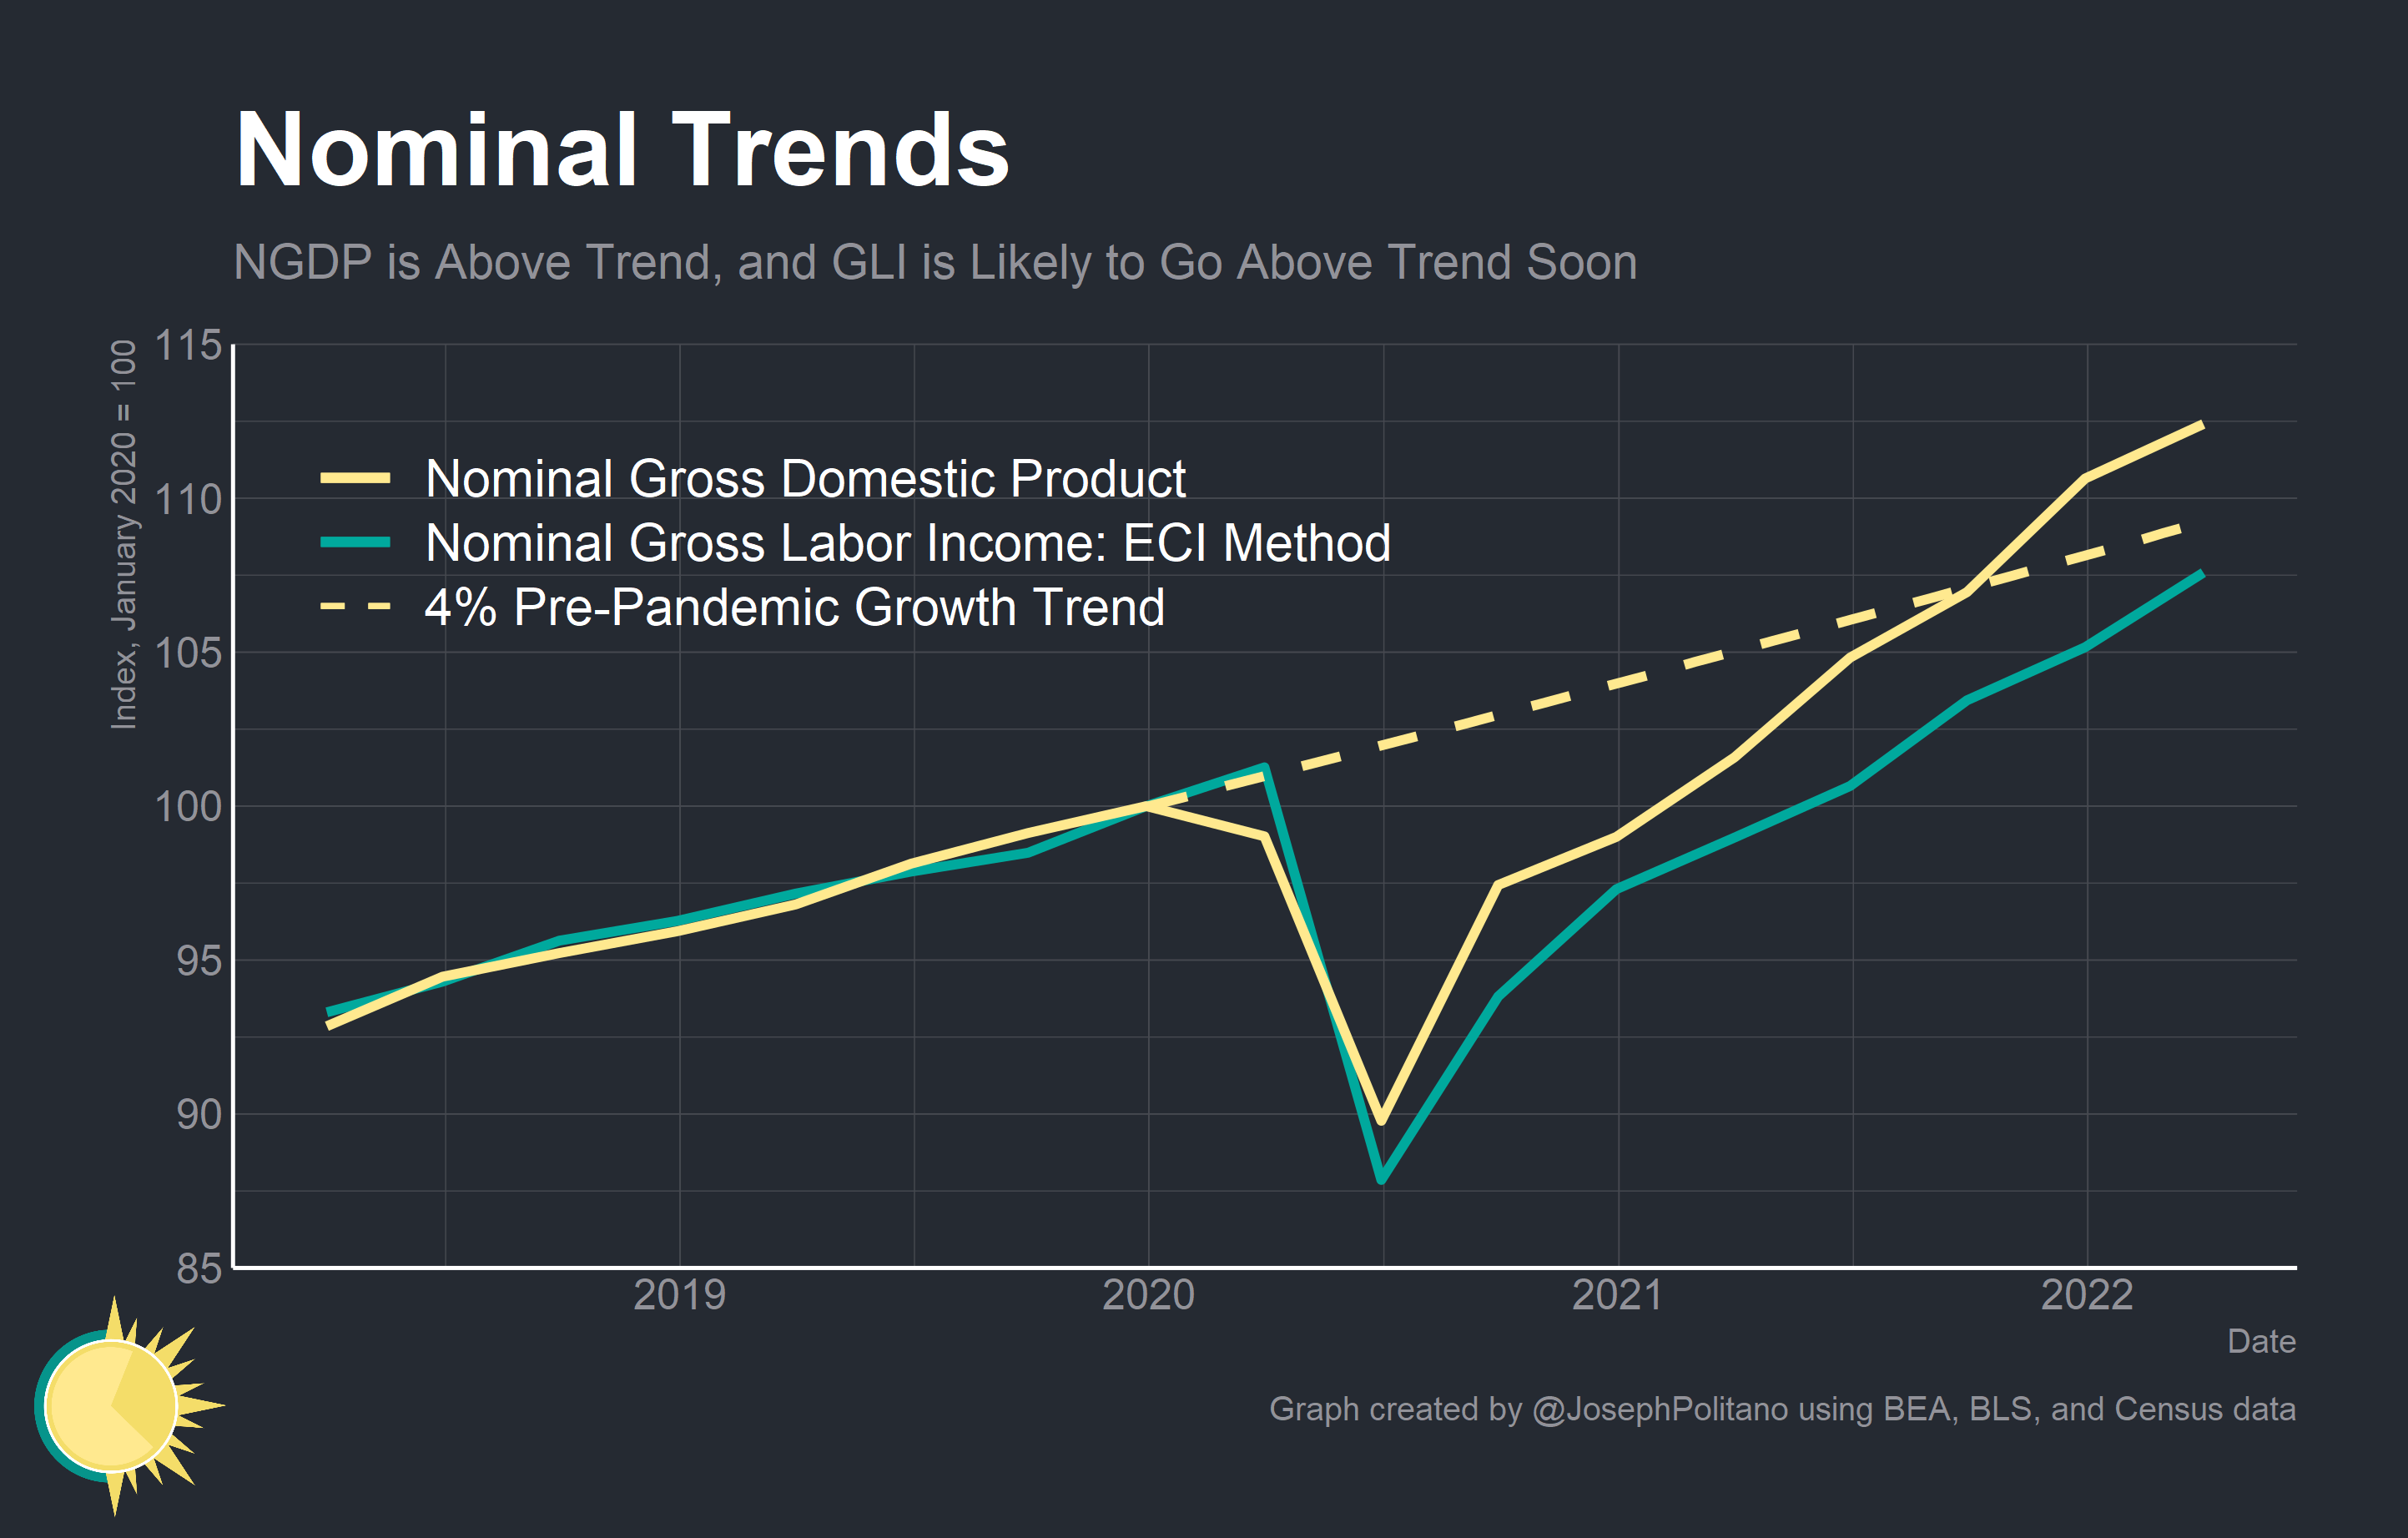 Nominal Trends
NGDP is Above Trend, and GLI is Likely to Go Above Trend Soon
Index, January 2020 = 100
115
110
105
100
95
90
85
Nominal Gross Domestic Product
Nominal Gross Labor Income: ECI Method
4% Pre-Pandemic Growth Trend
2019 2020 2021 2022
Date
Graph created by @JosephPolitano using BEA, BLS, and Census data